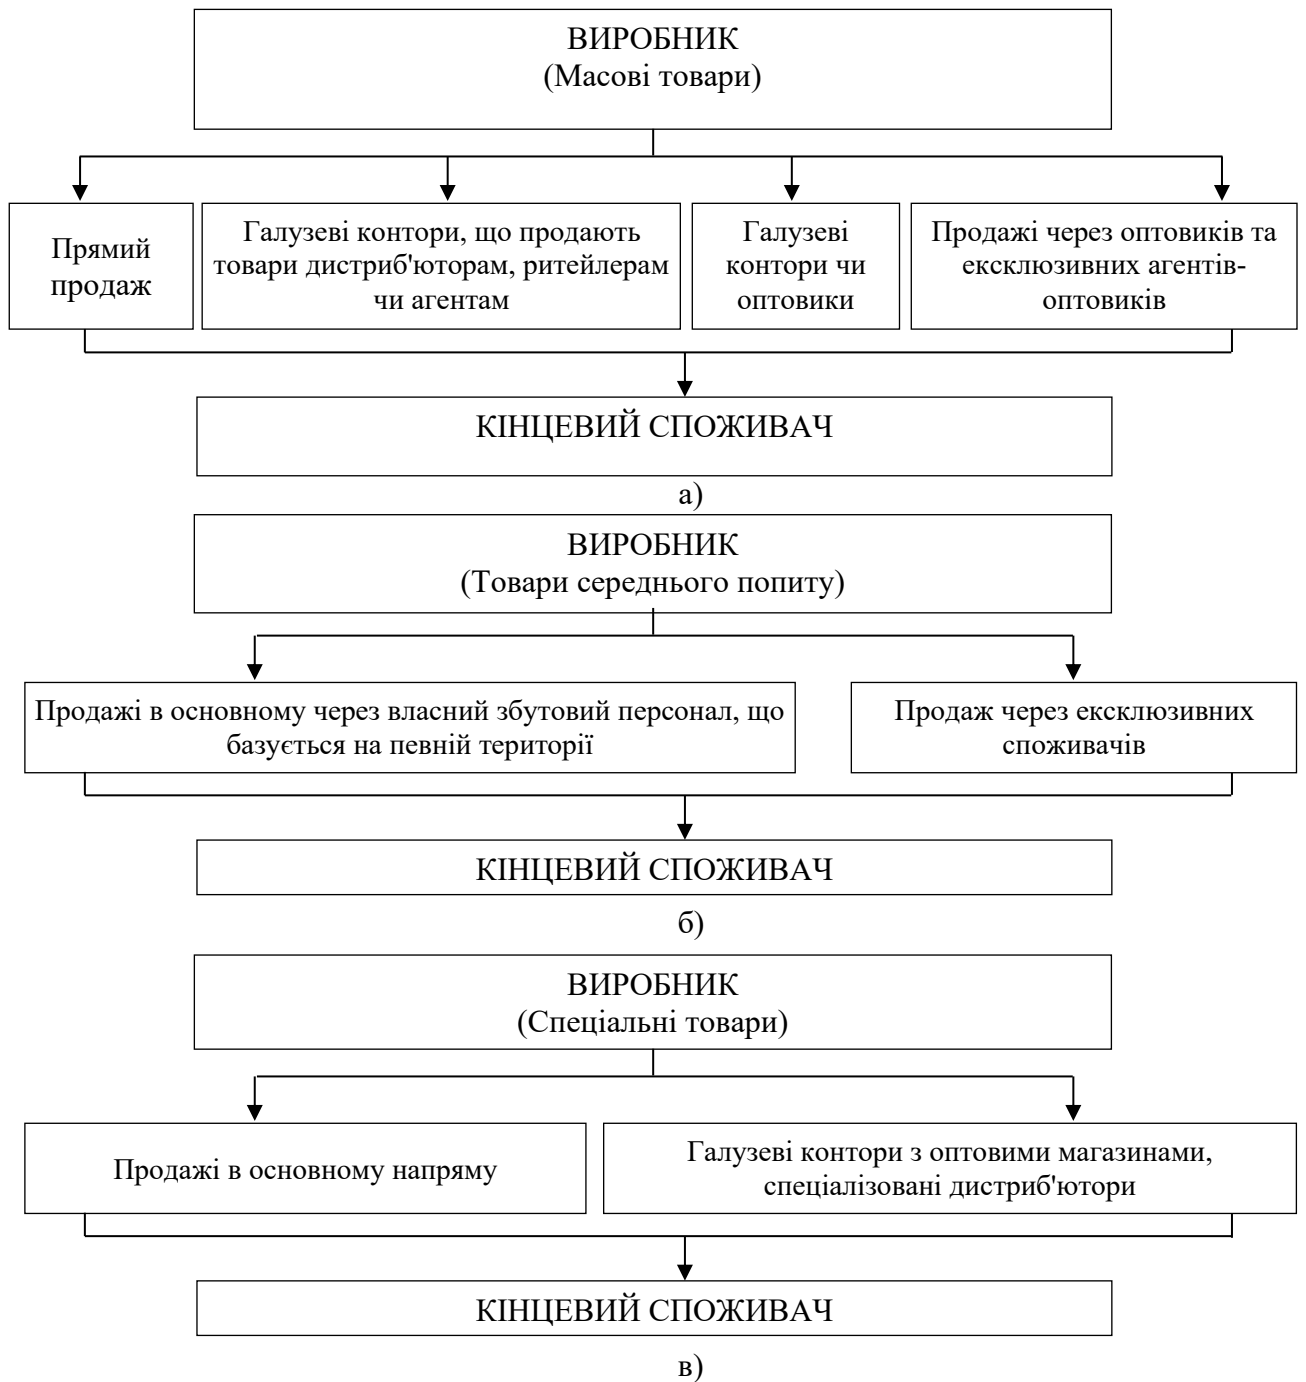 ВИРОБНИК
(Масові товари)
Прямий
продаж
Галузеві контори, що продають
товари дистриб'юторам, ритейлерам
чи агентам
Галузеві
контори чи
оптовики
Продажі через оптовиків та
ексклюзивних агентів-
оптовиків
КІНЦЕВИЙ СПОЖИВАЧ
а)
ВИРОБНИК
(Товари середнього попиту)
Продажі в основному через власний збутовий персонал, що
базується на певній території
Продаж через ексклюзивних
споживачів
КІНЦЕВИЙ СПОЖИВАЧ
б)
ВИРОБНИК
(Спеціальні товари)
Продажі в основному напряму
Галузеві контори з оптовими магазинами,
спеціалізовані дистриб'ютори
КІНЦЕВИЙ СПОЖИВАЧ
в)